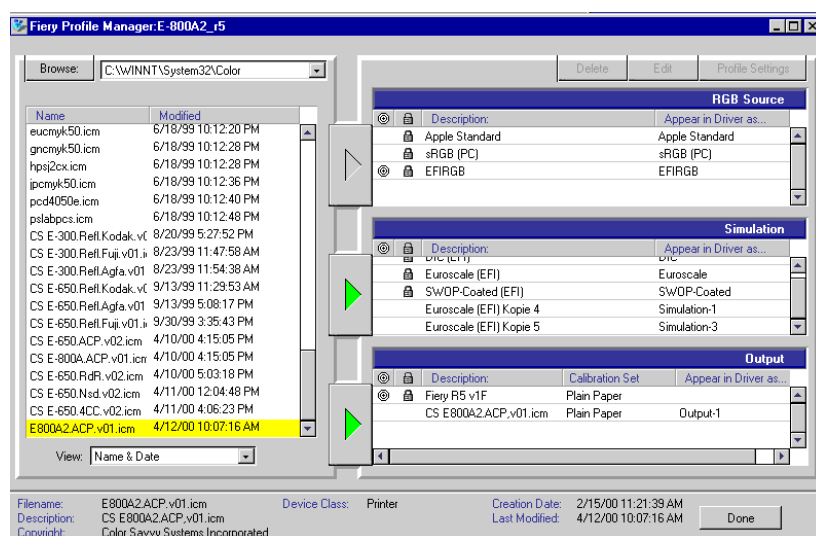 Fiery Profile Manager:E-800A2_r5
Browse: C:\WINNT\System32\Color
Delete Edit Profile Settings
Name Modified
eucmyk50.icm 6/18/99 10:12:20 PM
gncmyk50.icm 6/18/99 10:12:28 PM
hpsj2cx.icm 6/18/99 10:12:28 PM
jpcmyk50.icm 6/18/99 10:12:36 PM
pcd4050e.icm 6/18/99 10:12:40 PM
pslabpcs.icm 6/18/99 10:12:48 PM
CS E-300.Refl.Kodak.v( 8/20/99 5:27:52 PM
CS E-300.Refl.Fuji.v01.i 8/23/99 11:47:58 AM
CS E-300.Refl.Agfa.v01 8/23/99 11:54:38 AM
CS E-650.Refl.Kodak.v( 9/13/99 11:29:53 AM
CS E-650.Refl.Agfa.v01 9/13/99 5:08:17 PM
CS E-650.Refl.Fuji.v01.i 9/30/99 3:35:43 PM
CS E-650.ACP.v02.icm 4/10/00 4:15:05 PM
CS E-800A.ACP.v01.icm 4/10/00 4:15:05 PM
CS E-650.RdR.v02.icm 4/10/00 5:03:18 PM
CS E-650.Nsd.v02.icm 4/11/00 12:04:48 PM
CS E-650.4CC.v02.icm 4/11/00 4:06:23 PM
E800A2.ACP.v01.icm 4/12/00 10:07:16 AM
View: Name & Date
RGB Source
Description: Appear in Driver as...
Apple Standard Apple Standard
sRGB (PC) sRGB (PC)
EFIRGB EFIRGB
Simulation
Description: Appear in Driver as...
DIC (EFI) DIC
Euroscale (EFI) Euroscale
SWOP-Coated (EFI) SWOP-Coated
Euroscale (EFI) Kopie 4 Simulation-1
Euroscale (EFI) Kopie 5 Simulation-3
Output
Description: Calibration Set Appear in Driver as...
Fiery R5 v1F Plain Paper
CS E800A2.ACP,v01.icm Plain Paper Output-1
Filename: E800A2.ACP.v01.icm Device Class: Printer Creation Date: 2/15/00 11:21:39 AM
Description: CS E800A2.ACP,v01.icm Last Modified: 4/12/00 10:07:16 AM Done
Copyright: Color Savvy Systems Incorporated